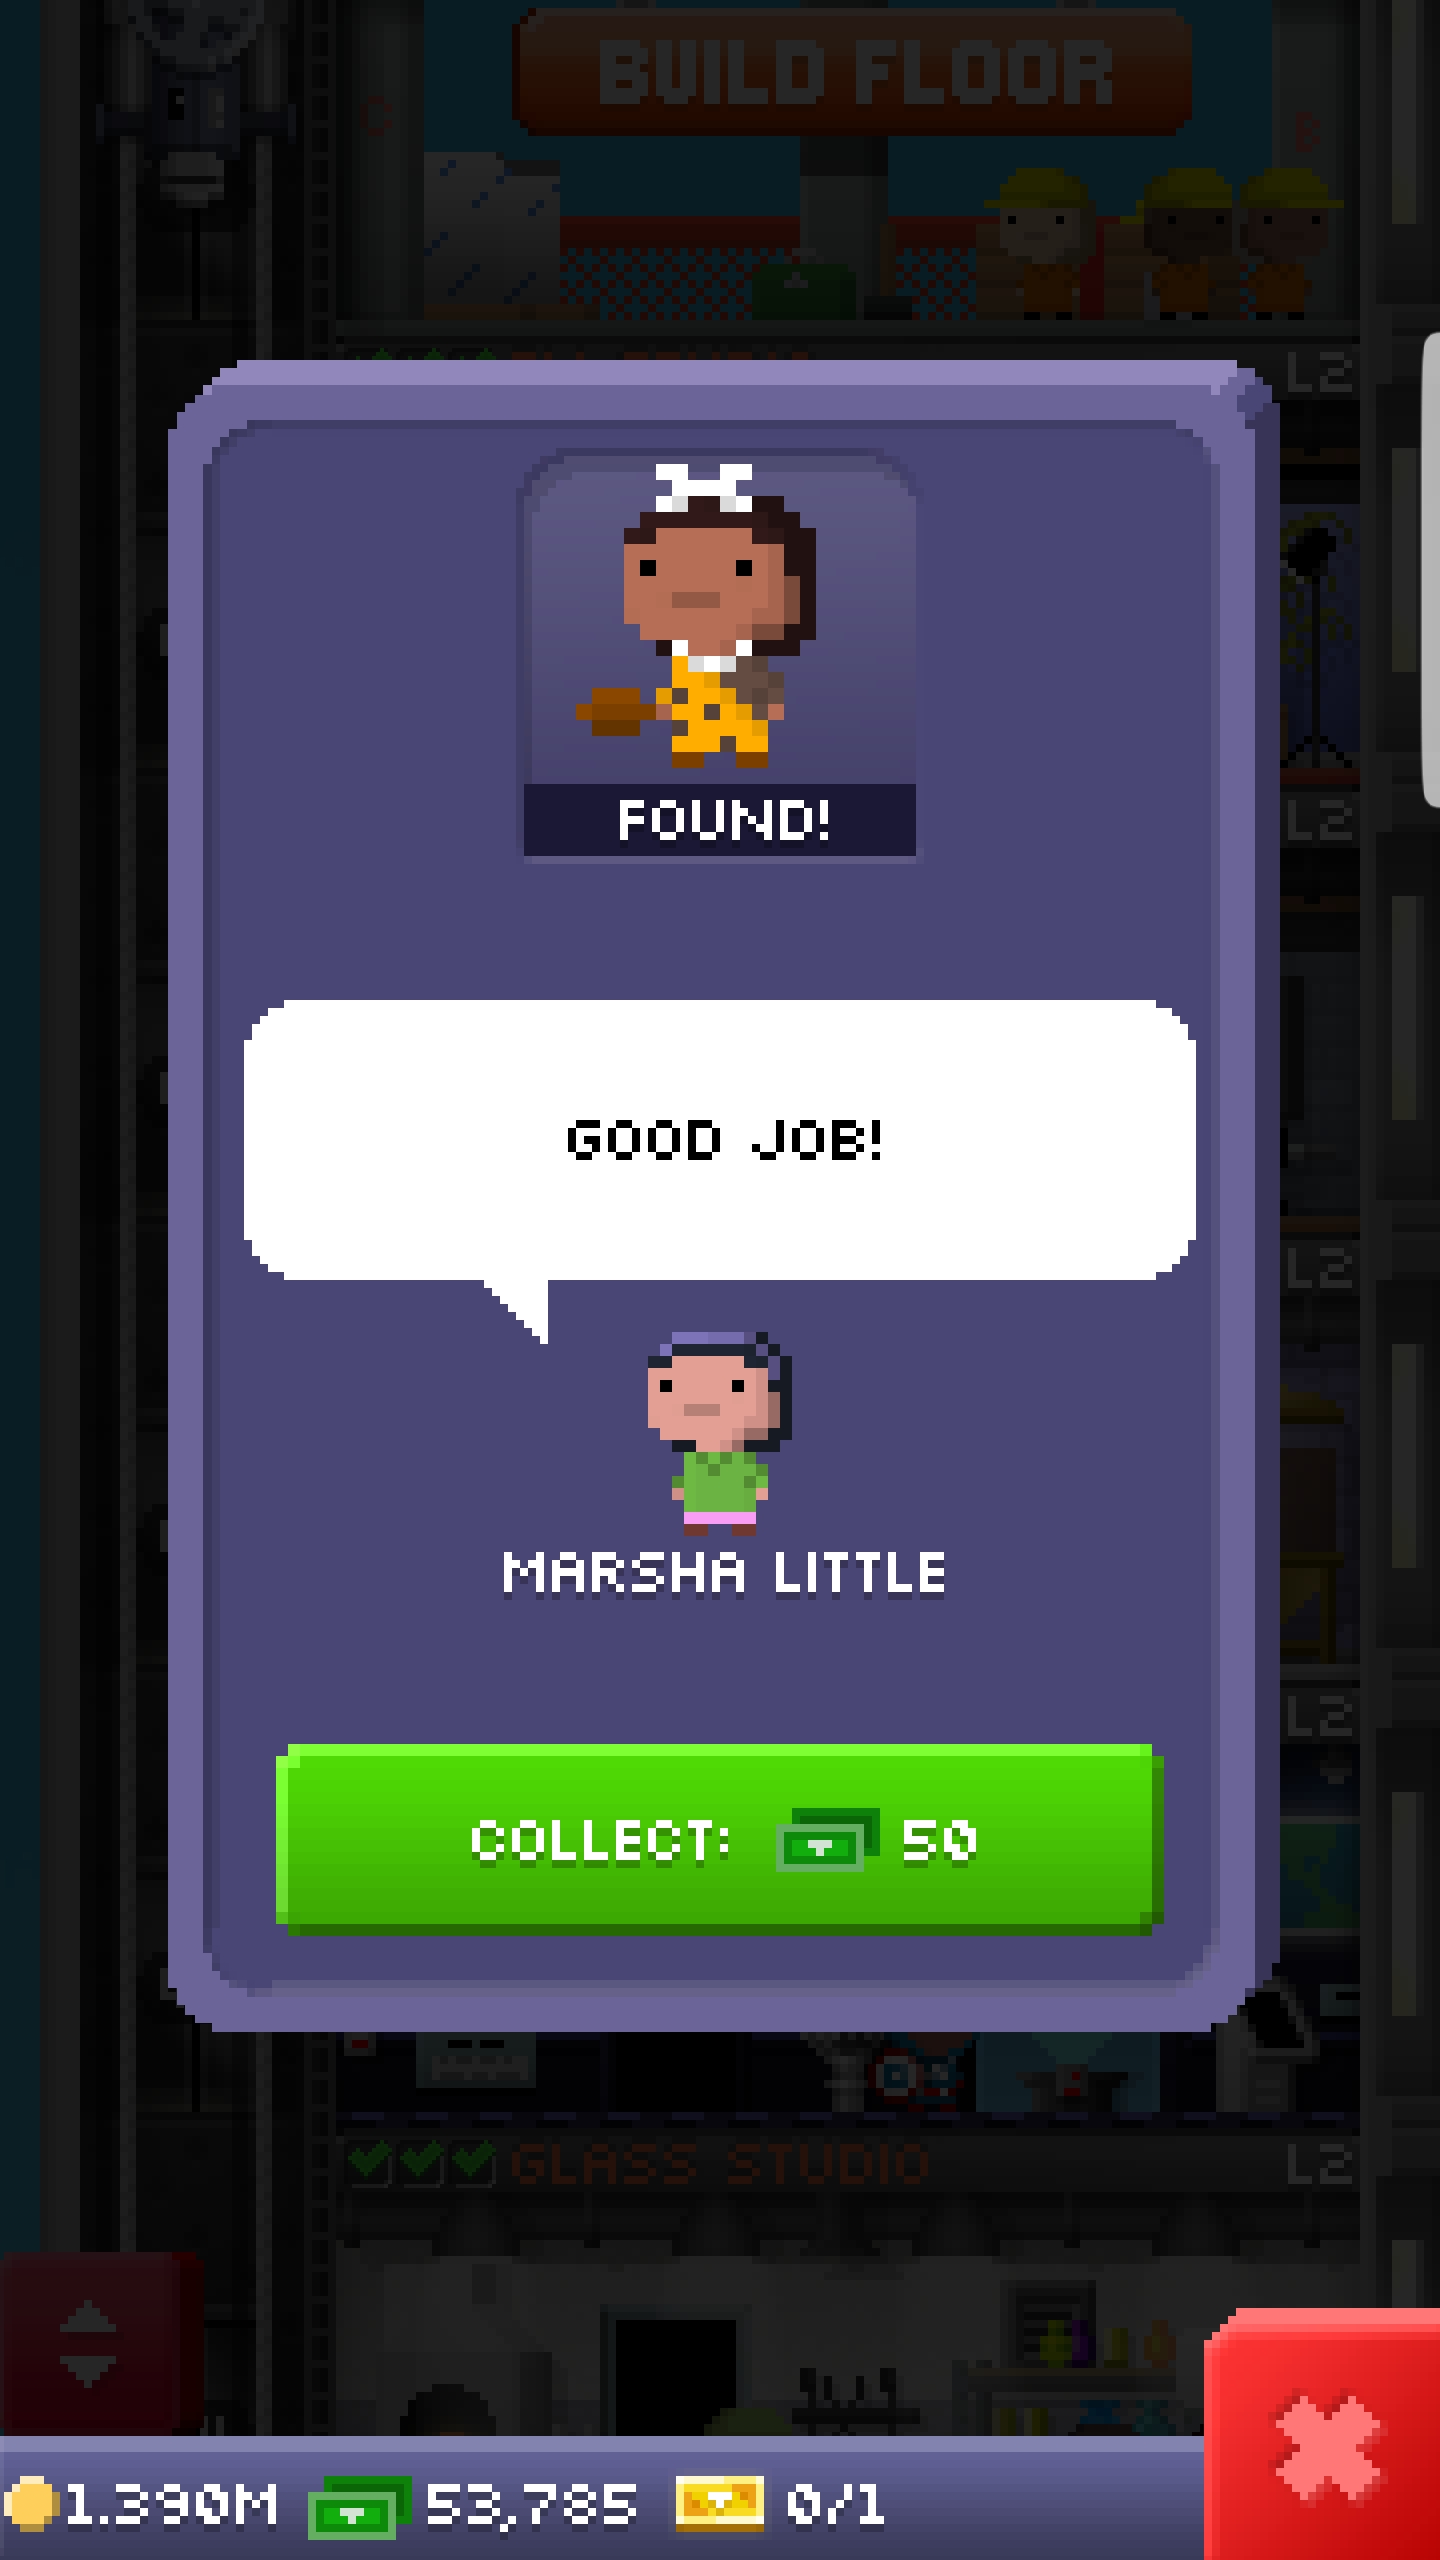 BUILD FLOOR
C
B
L2
FOUND!
L2
GOOD JOB!
L2
MARSHA LITTLE
L2
COLLECT: 50
GLASS STUDIO L2
1.390M 53,785 0/1